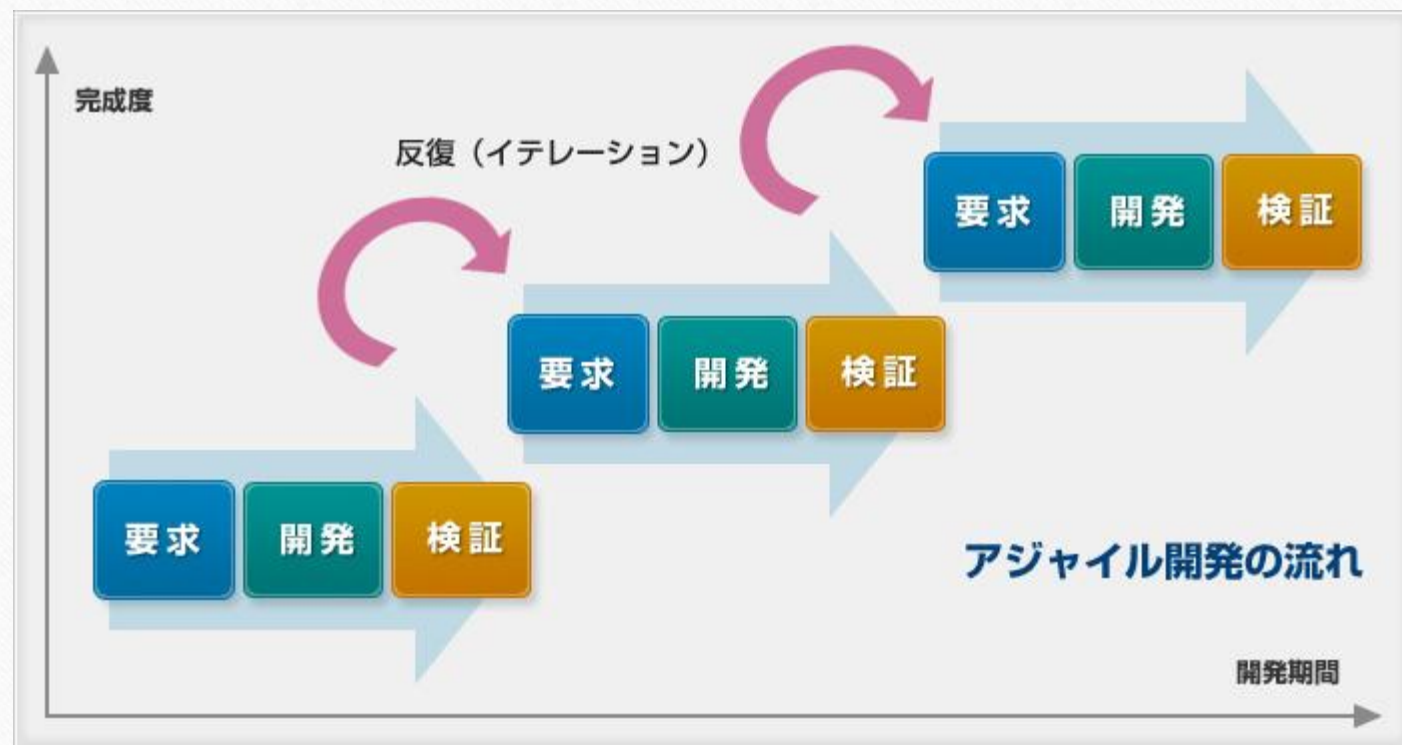 完成度
反復（イテレーション）
要求
開発
検証
要求
開発
検証
要求
開発
検証
アジャイル開発の流れ
開発期間